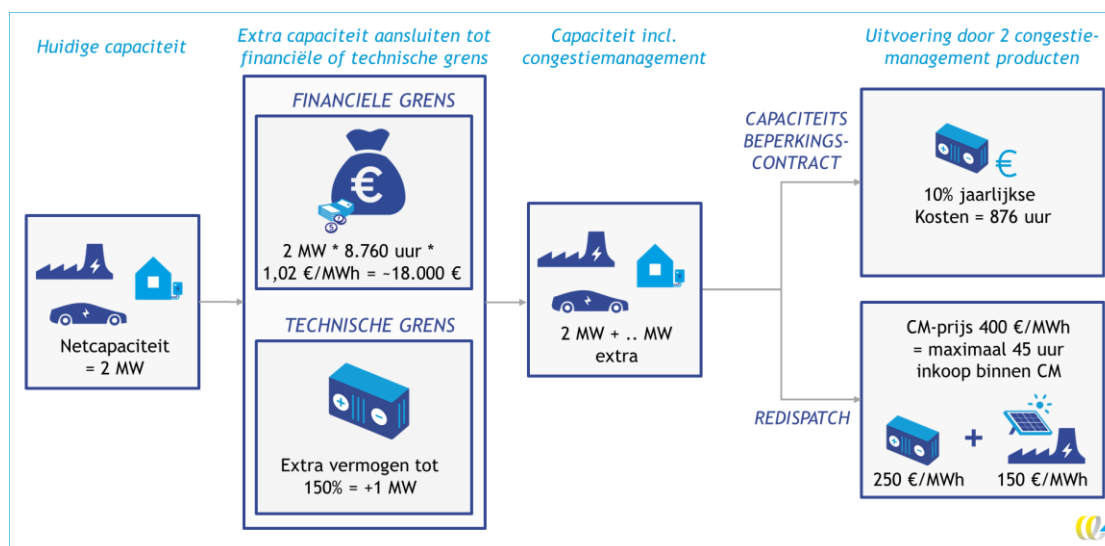 Huidige capaciteit
Extra capaciteit aansluiten tot
financiële of technische grens
Capaciteit incl.
congestiemanagement
Uitvoering door 2 congestie-
management producten
FINANCIELE GRENS
€
2 MW * 8.760 uur *
1,02 €/MWh = ~18.000 €
TECHNISCHE GRENS
+ −
Extra vermogen tot
150% = +1 MW
Netcapaciteit
= 2 MW
2 MW + .. MW
extra
CAPACITEITS
BEPERKINGS-
CONTRACT
+ − €
10% jaarlijkse
Kosten = 876 uur
REDISPATCH
CM-prijs 400 €/MWh
= maximaal 45 uur
inkoop binnen CM
+ − +
250 €/MWh 150 €/MWh